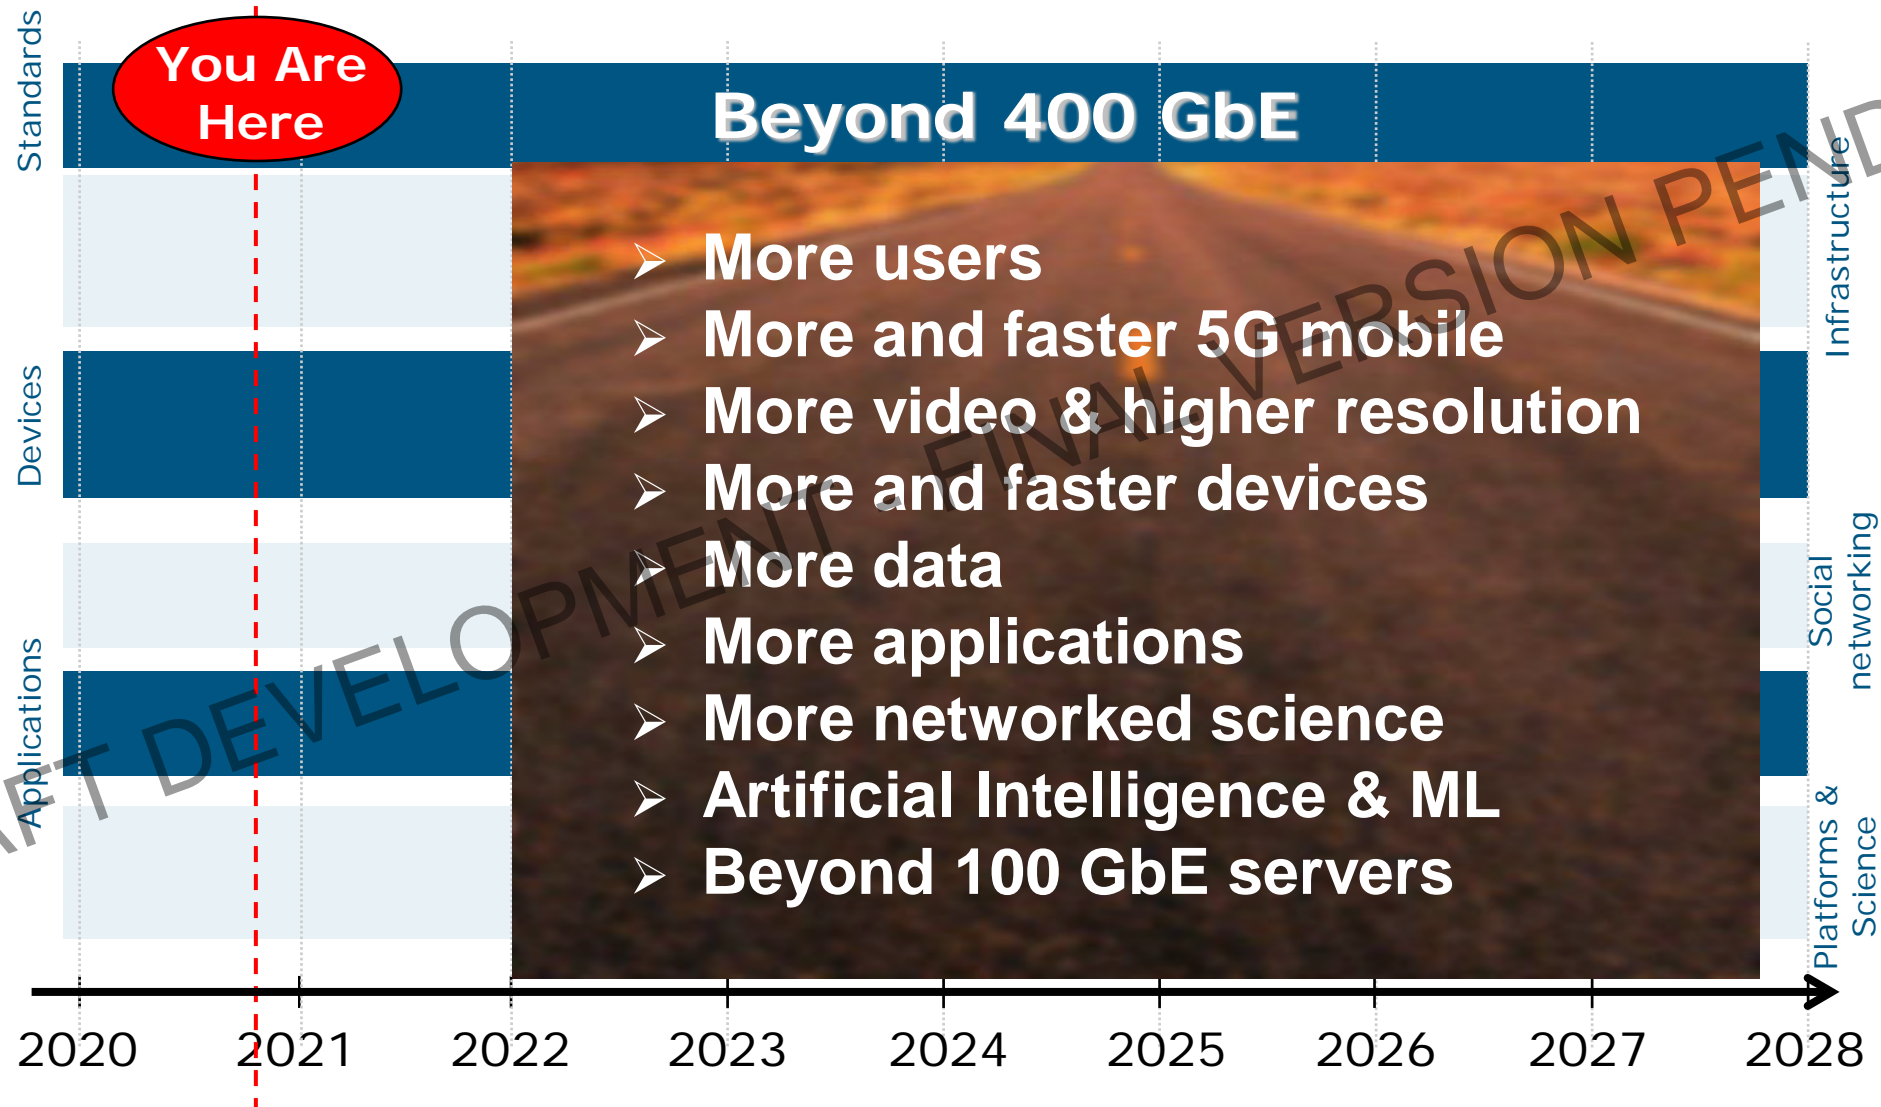 Standards
You Are
Here
Beyond 400 GbE
Infrastructure
➢ More users
➢ More and faster 5G mobile
➢ More video & higher resolution
Devices
➢ More and faster devices
➢ More data
Social
networking
➢ More applications
Applications
➢ More networked science
➢ Artificial Intelligence & ML
➢ Beyond 100 GbE servers
Platforms &
Science
2020 2021 2022 2023 2024 2025 2026 2027 2028
DEVELOPMENT - FINAL VERSION